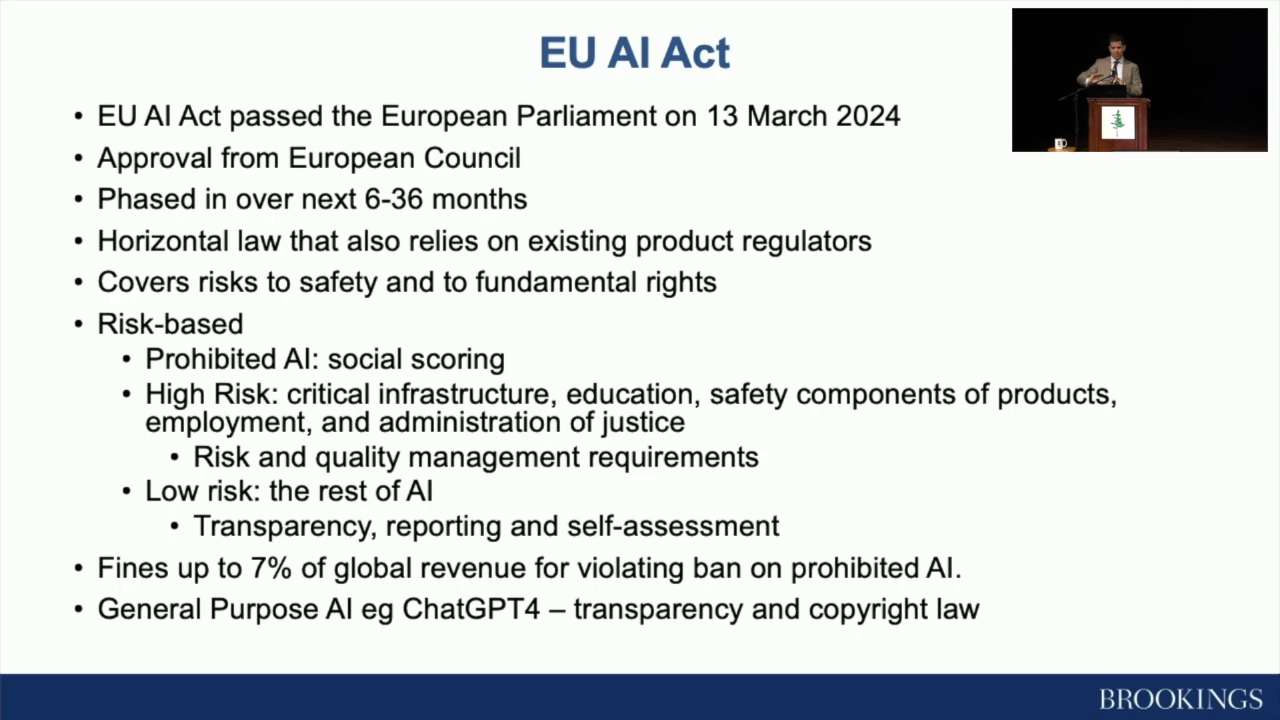 EU AI Act
• EU AI Act passed the European Parliament on 13 March 2024
• Approval from European Council
• Phased in over next 6-36 months
• Horizontal law that also relies on existing product regulators
• Covers risks to safety and to fundamental rights
• Risk-based
• Prohibited AI: social scoring
• High Risk: critical infrastructure, education, safety components of products,
employment, and administration of justice
• Risk and quality management requirements
• Low risk: the rest of AI
• Transparency, reporting and self-assessment
• Fines up to 7% of global revenue for violating ban on prohibited AI.
• General Purpose AI eg ChatGPT4 – transparency and copyright law
BROOKINGS